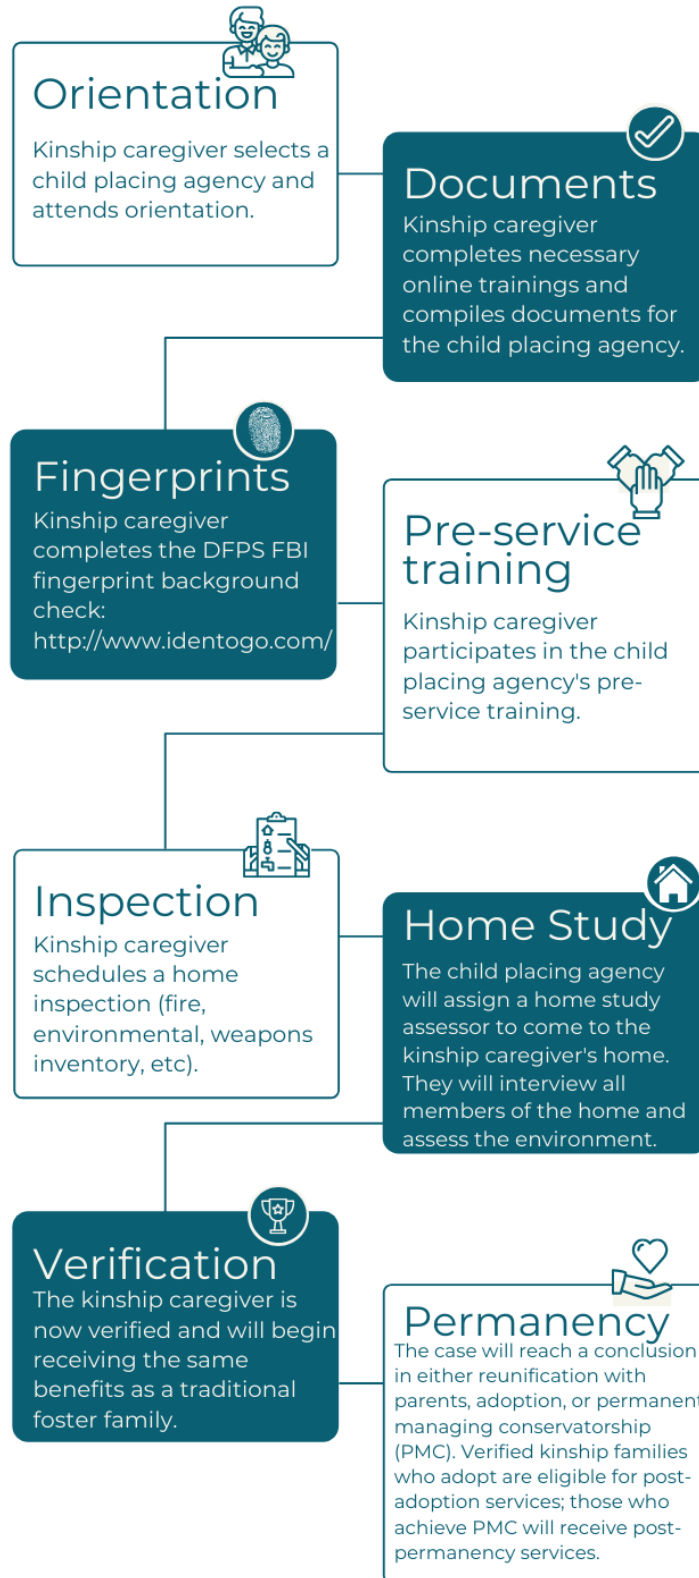 Orientation
Kinship caregiver selects a
child placing agency and
attends orientation.
Documents
Kinship caregiver
completes necessary
online trainings and
compiles documents for
the child placing agency.
Fingerprints
Kinship caregiver
completes the DFPS FBI
fingerprint background
check:
http://www.identogo.com/
Pre-service
training
Kinship caregiver
participates in the child
placing agency's pre-
service training.
Inspection
Kinship caregiver
schedules a home
inspection (fire,
environmental, weapons
inventory, etc).
Home Study
The child placing agency
will assign a home study
assessor to come to the
kinship caregiver's home.
They will interview all
members of the home and
assess the environment.
Verification
The kinship caregiver is
now verified and will begin
receiving the same
benefits as a traditional
foster family.
Permanency
The case will reach a conclusion
in either reunification with
parents, adoption, or permanent
managing conservatorship
(PMC). Verified kinship families
who adopt are eligible for post-
adoption services; those who
achieve PMC will receive post-
permanency services.